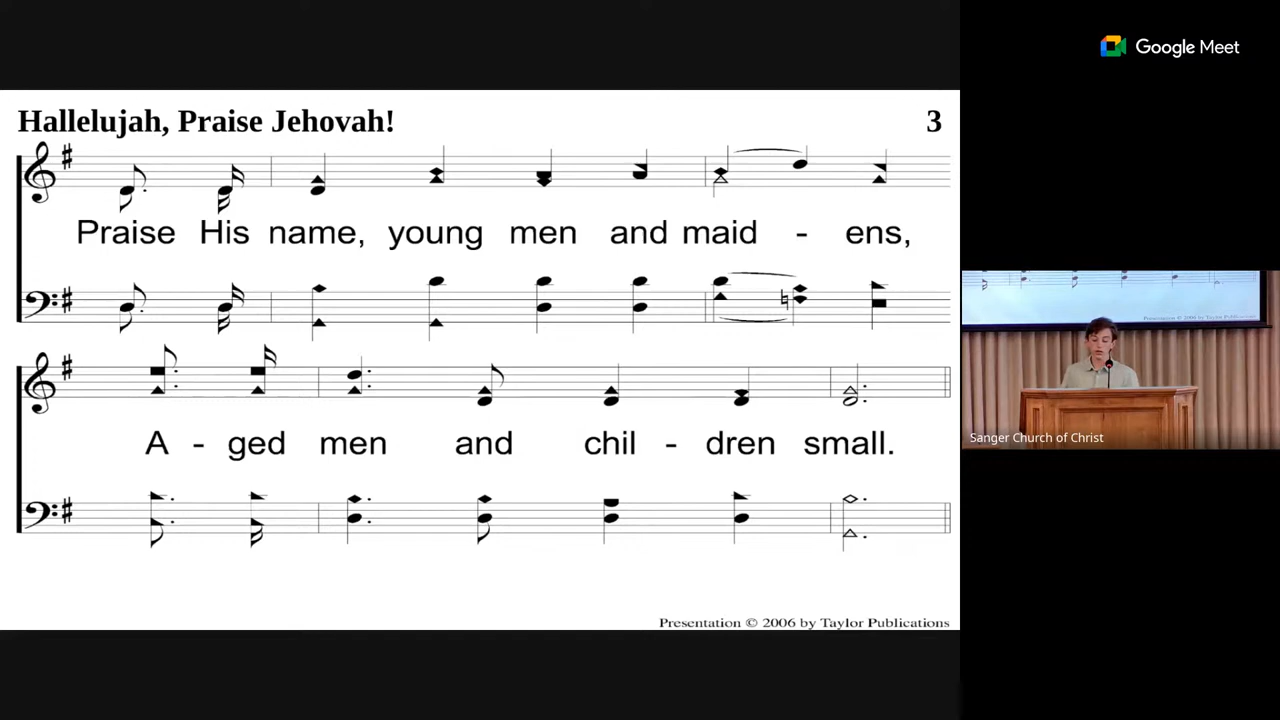 Google Meet
Hallelujah, Praise Jehovah! 3
Praise His name, young men and maid - ens,
A - ged men and chil - dren small.
Presentation © 2006 by Taylor Publications
Sanger Church of Christ